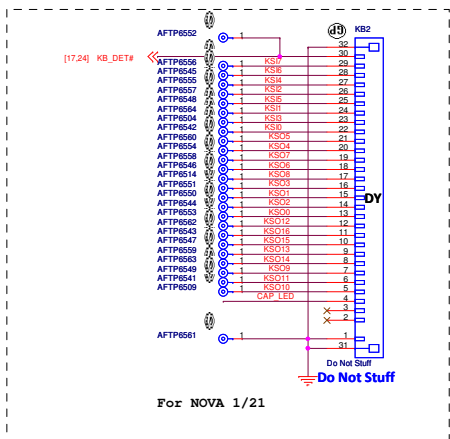 AFTP6552 1 KB2
32
[17,24] KB_DET# 30
AFTP6556 1 KSI7 29
AFTP6545 1 KSI6 28
AFTP6555 1 KSI4 27
AFTP6557 1 KSI2 26
AFTP6548 1 KSI5 25
AFTP6564 1 KSI1 24
AFTP6504 1 KSI3 23
AFTP6542 1 KSI0 22
AFTP6560 1 KSO5 21
AFTP6554 1 KSO4 20
AFTP6558 1 KSO7 19
AFTP6546 1 KSO6 18
AFTP6514 1 KSO8 17
AFTP6551 1 KSO3 16
AFTP6550 1 KSO1 15 DY
AFTP6544 1 KSO2 14
AFTP6553 1 KSO0 13
AFTP6562 1 KSO12 12
AFTP6543 1 KSO16 11
AFTP6547 1 KSO15 10
AFTP6559 1 KSO13 9
AFTP6563 1 KSO14 8
AFTP6549 1 KSO9 7
AFTP6541 1 KSO11 6
AFTP6509 1 KSO10 5
CAP_LED 4
3
2
AFTP6561 1 1
31
Do Not Stuff
Do Not Stuff
For NOVA 1/21